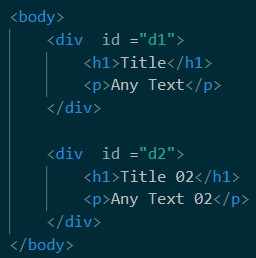 <body>
    <div  id ="d1">
        <h1>Title</h1>
        <p>Any Text</p>
    </div>

    <div  id ="d2">
        <h1>Title 02</h1>
        <p>Any Text 02</p>
    </div>
</body>